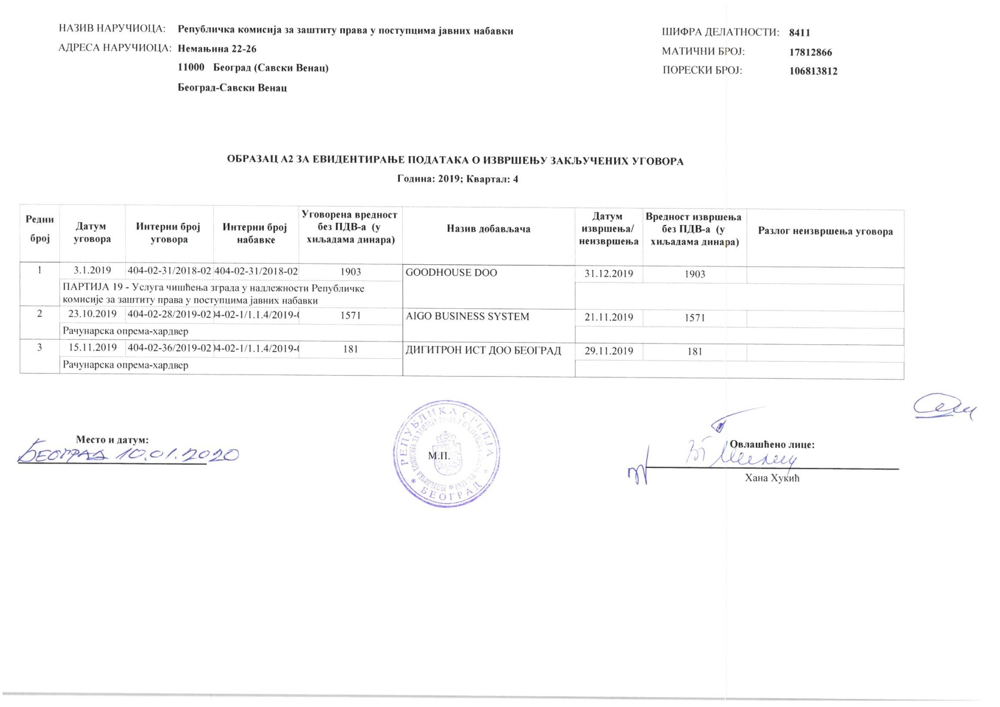 НАЗИВ НАРУЧИОЦА: Републичка комисија за заштиту права у поступцима јавних набавки
АДРЕСА НАРУЧИОЦА: Немањина 22-26
11000 Београд (Савски Венац)
Београд-Савски Венац
ШИФРА ДЕЛАТНОСТИ: 8411
МАТИЧНИ БРОЈ: 17812866
ПОРЕСКИ БРОЈ: 106813812
ОБРАЗАЦ А2 ЗА ЕВИДЕНТИРАЊЕ ПОДАТАКА О ИЗВРШЕЊУ ЗАКЉУЧЕНИХ УГОВОРА
Година: 2019; Квартал: 4
Редни број Датум уговора Интерни број уговора Интерни број набавке Уговорена вредност без ПДВ-а (у хиљадама динара) Назив добављача Датум извршења/ неизвршења Вредност извршења без ПДВ-а (у хиљадама динара) Разлог неизвршења уговора
1 3.1.2019 404-02-31/2018-02 404-02-31/2018-02 1903 GOODHOUSE DOO 31.12.2019 1903
ПАРТИЈА 19 - Услуга чишћења зграда у надлежности Републичке
комисије за заштиту права у поступцима јавних набавки
2 23.10.2019 404-02-28/2019-02 04-02-1/1.1.4/2019-0 1571 AIGO BUSINESS SYSTEM 21.11.2019 1571
Рачунарска опрема-хардвер
3 15.11.2019 404-02-36/2019-02 04-02-1/1.1.4/2019-0 181 ДИГИТРОН ИСТ ДОО БЕОГРАД 29.11.2019 181
Рачунарска опрема-хардвер
Место и датум:
БЕОГРАД 10.01.2020
РЕПУБЛИКА СРБИЈА
БЕОГРАД
М.П.
Овлашћено лице:
Хана Хукић